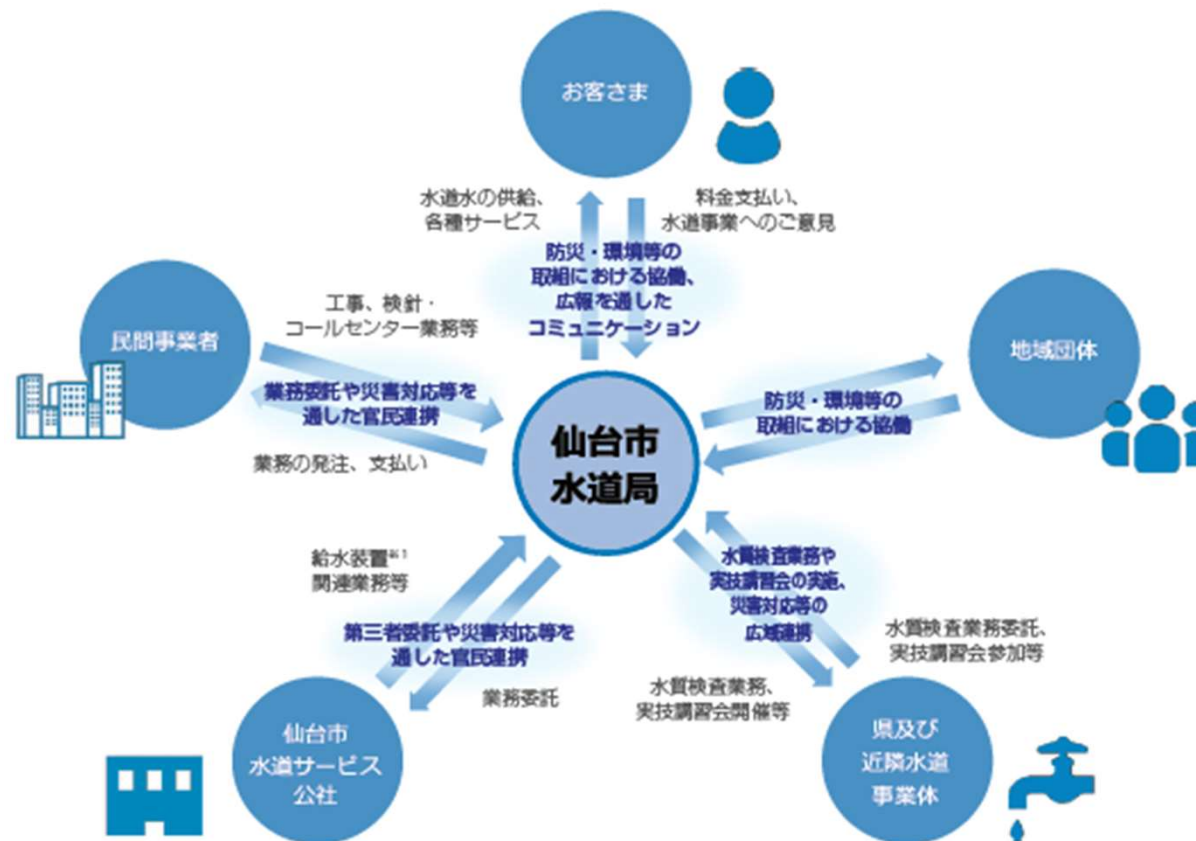 お客さま
水道水の供給、
各種サービス
料金支払い、
水道事業へのご意見
防災・環境等の
取組における協働、
広報を通した
コミュニケーション
民間事業者
工事、検針・
コールセンター業務等
業務委託や災害対応等を
通した官民連携
業務の発注、支払い
地域団体
防災・環境等の
取組における協働
仙台市
水道局
給水装置※1
関連業務等
第三者委託や災害対応等を
通した官民連携
業務委託
仙台市
水道サービス
公社
水質検査業務や
実技講習会の実施、
災害対応等の
広域連携
水質検査業務委託、
実技講習会参加等
水質検査業務、
実技講習会開催等
県及び
近隣水道
事業体